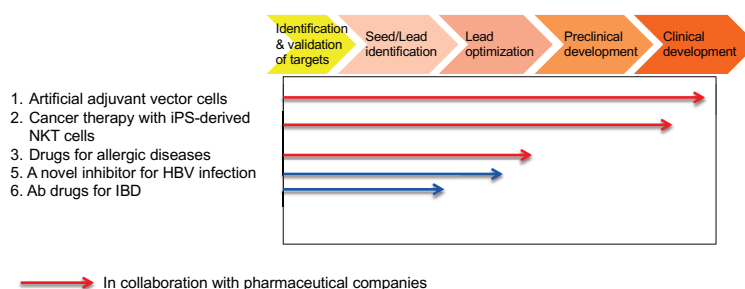 Identification
& validation
of targets
Seed/Lead
identification
Lead
optimization
Preclinical
development
Clinical
development
1. Artificial adjuvant vector cells
2. Cancer therapy with iPS-derived
NKT cells
3. Drugs for allergic diseases
5. A novel inhibitor for HBV infection
6. Ab drugs for IBD
In collaboration with pharmaceutical companies